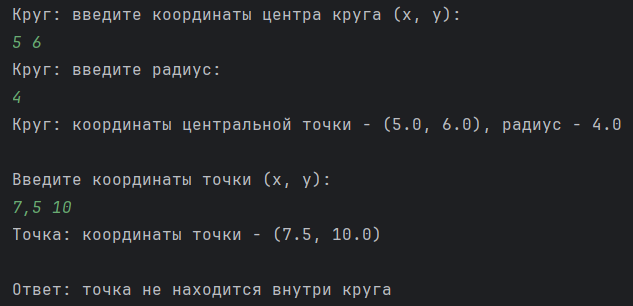 Круг: введите координаты центра круга (x, y):
5 6
Круг: введите радиус:
4
Круг: координаты центральной точки - (5.0, 6.0), радиус - 4.0
Введите координаты точки (x, y):
7,5 10
Точка: координаты точки - (7.5, 10.0)
Ответ: точка не находится внутри круга